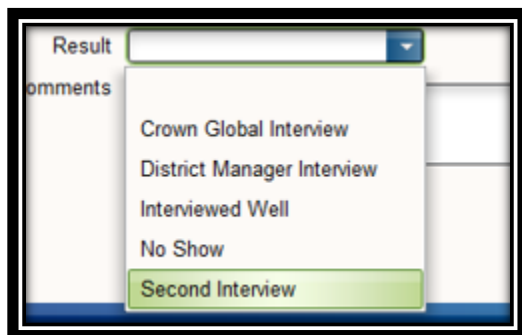 Result
omments
Crown Global Interview
District Manager Interview
Interviewed Well
No Show
Second Interview